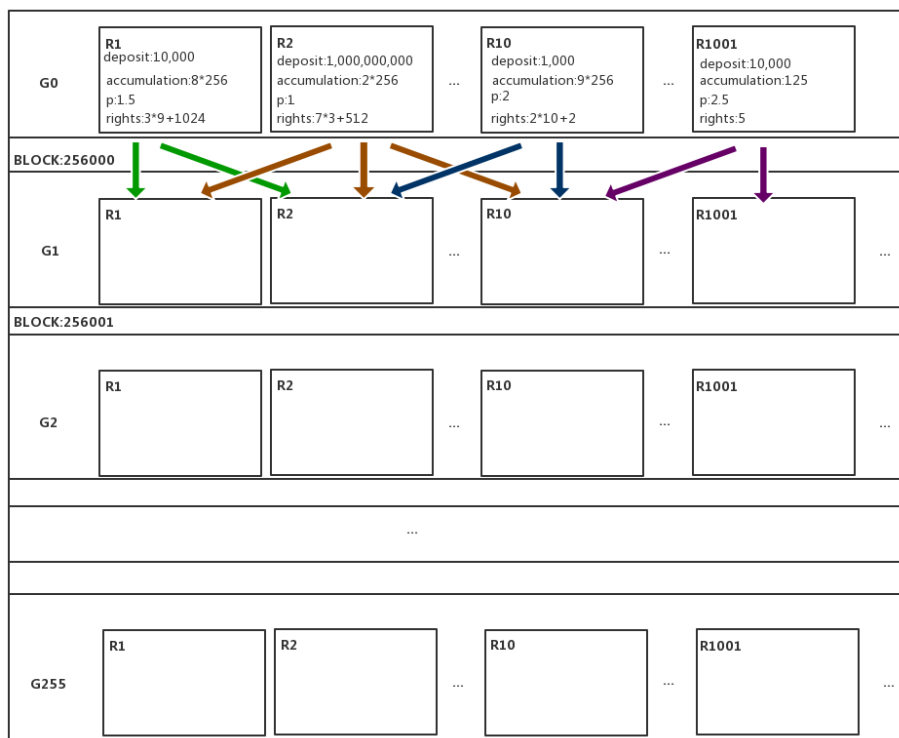 G0
R1
deposit:10,000
accumulation:8*256
p:1.5
rights:3*9+1024
R2
deposit:1,000,000,000
accumulation:2*256
p:1
rights:7*3+512
...
R10
deposit:1,000
accumulation:9*256
p:2
rights:2*10+2
...
R1001
deposit:10,000
accumulation:125
p:2.5
rights:5
BLOCK:256000
G1
R1
R2
...
R10
...
R1001
...
BLOCK:256001
G2
R1
R2
...
R10
...
R1001
...
...
G255
R1
R2
...
R10
...
R1001
...